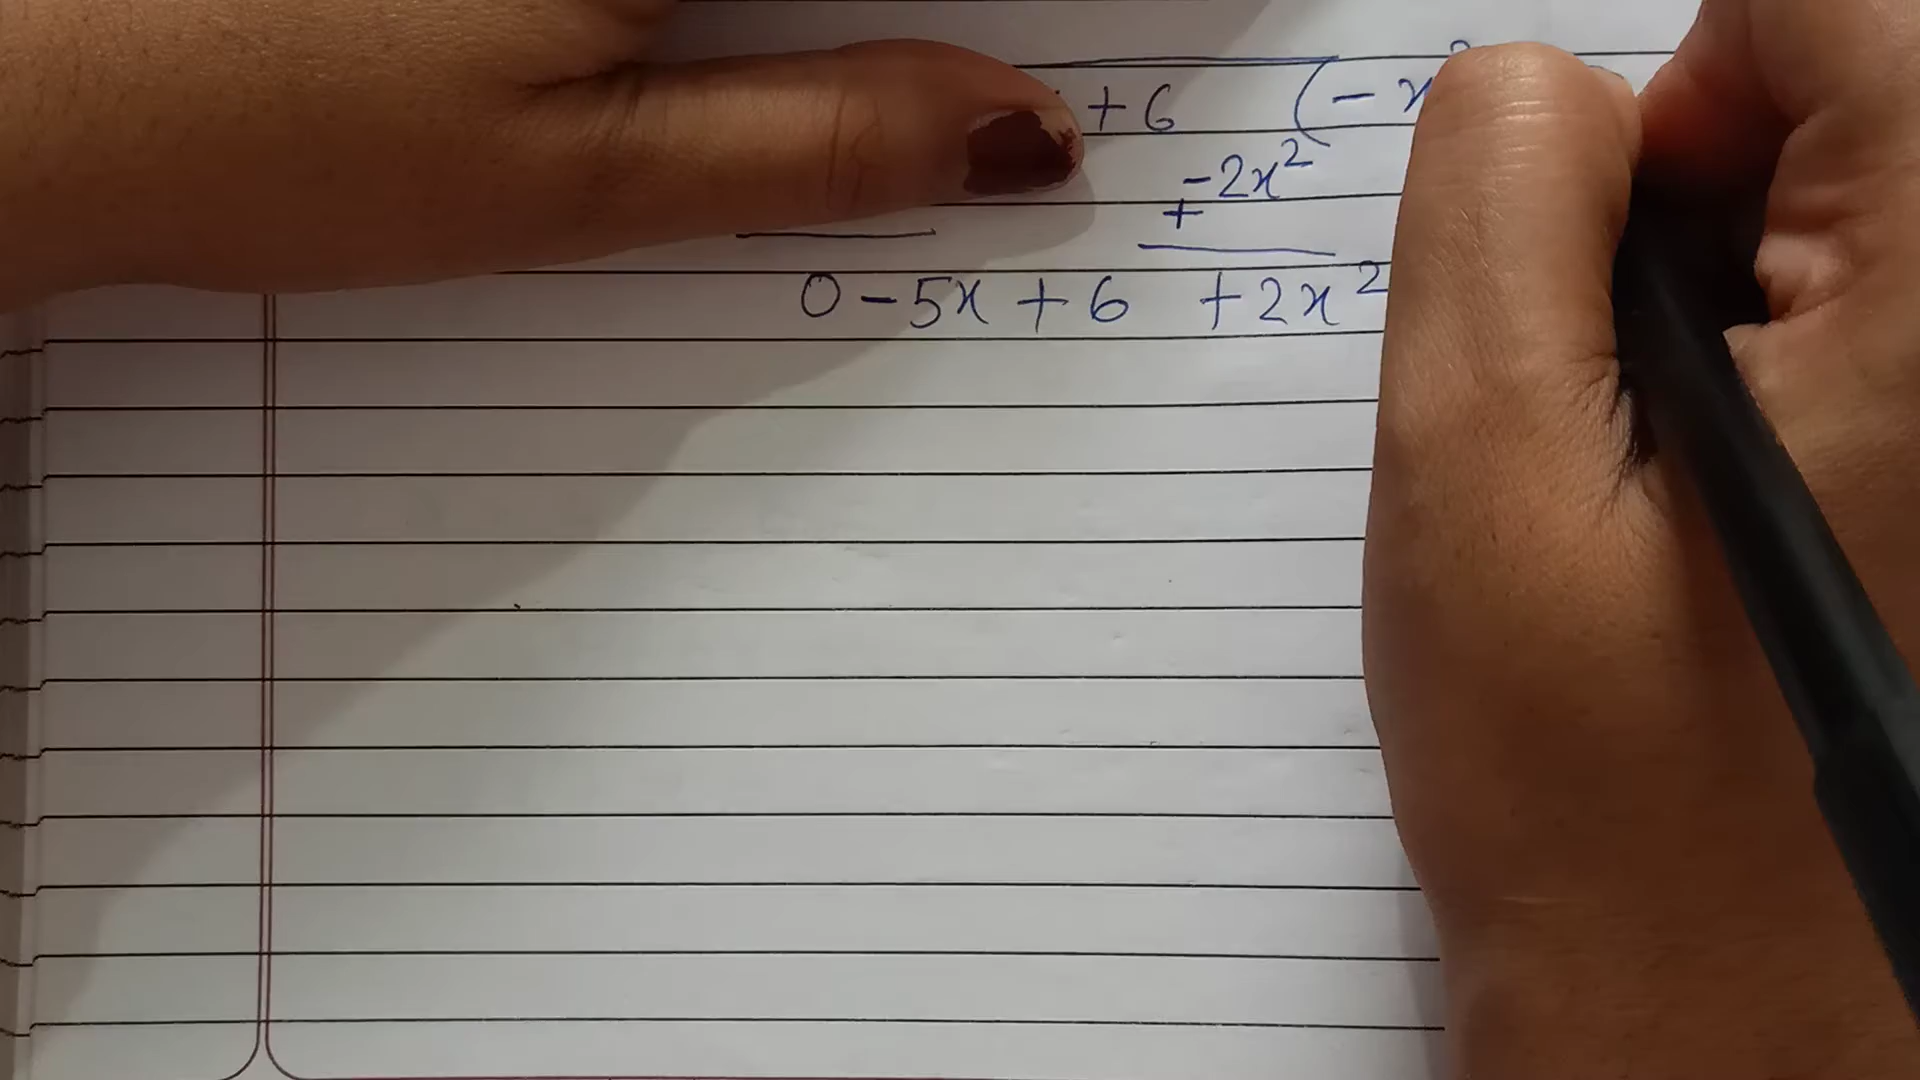 + 6 (- x
- 2x²
+
0 - 5x + 6 + 2x²